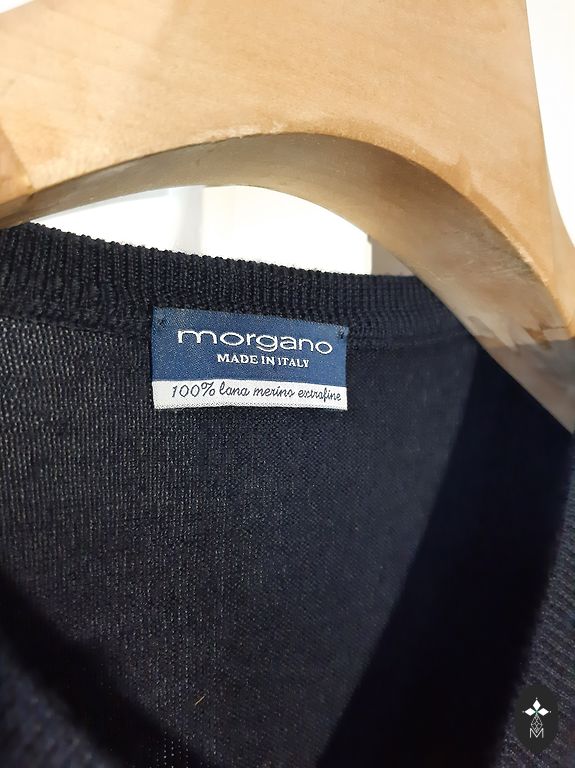 morgano
MADE IN ITALY
100% lana merino extrafine
M